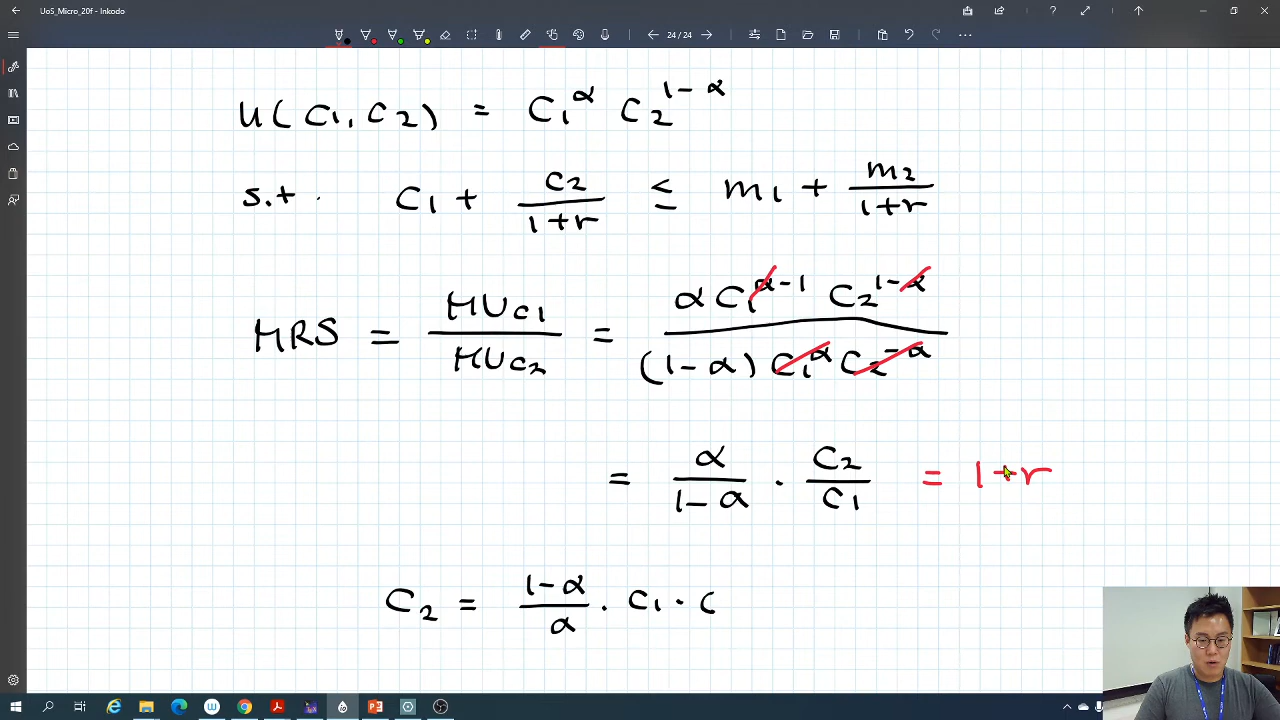 UoS_Micro_20f - Inkodo
24 / 24
U(C1, C2) = C1^α C2^(1-α)
s.t. C1 + C2/(1+r) ≤ m1 + m2/(1+r)
MRS = MUC1/MUC2 = αC1^(α-1) C2^(1-α) / (1-α)C1^α C2^(-α)
= α/(1-α) · C2/C1 = 1+r
C2 = (1-α)/α · C1 · (